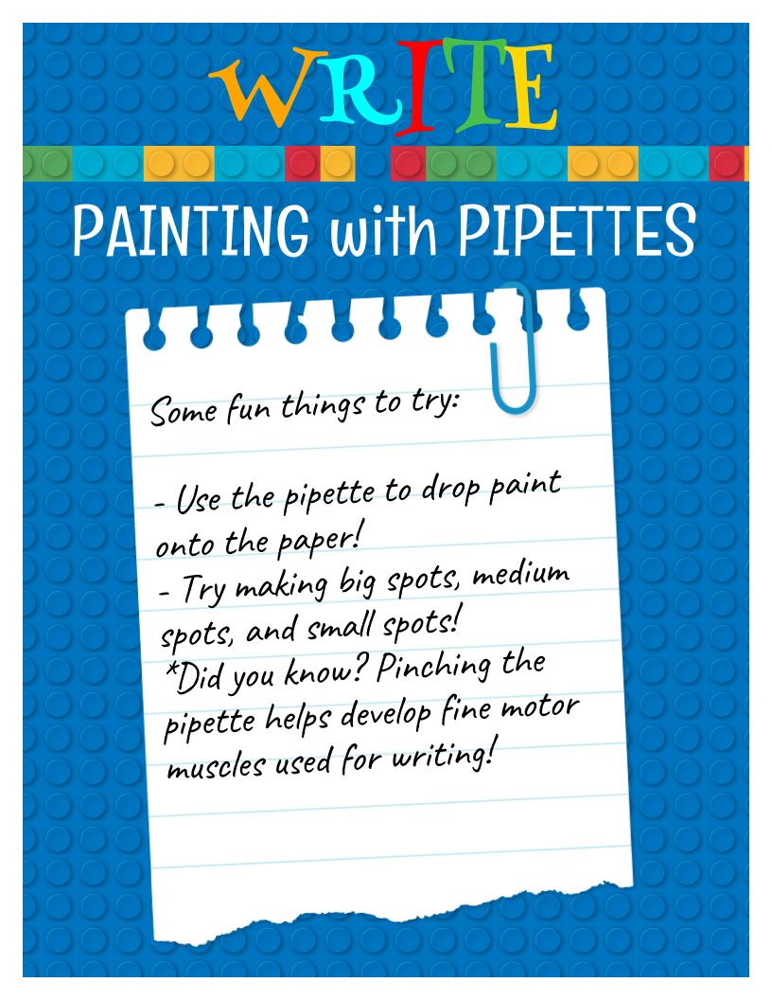 WRITE
PAINTING with PIPETTES
Some fun things to try:
- Use the pipette to drop paint
onto the paper!
- Try making big spots, medium
spots, and small spots!
*Did you know? Pinching the
pipette helps develop fine motor
muscles used for writing!